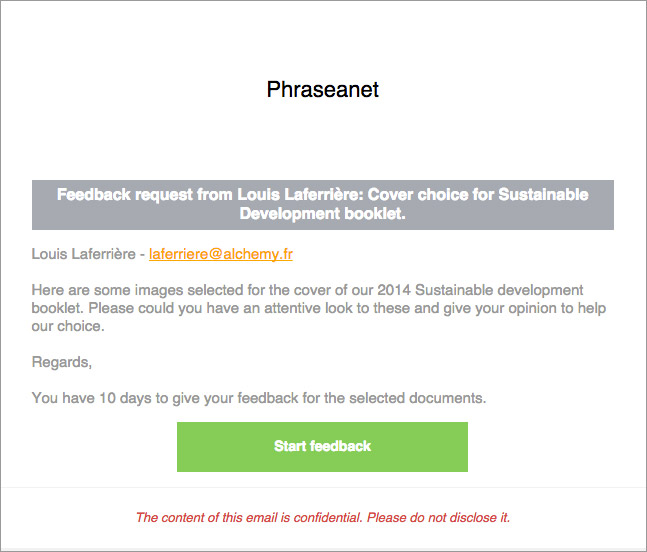 Phraseanet
Feedback request from Louis Laferrière: Cover choice for Sustainable
Development booklet.
Louis Laferrière - laferriere@alchemy.fr
Here are some images selected for the cover of our 2014 Sustainable development
booklet. Please could you have an attentive look to these and give your opinion to help
our choice.
Regards,
You have 10 days to give your feedback for the selected documents.
Start feedback
The content of this email is confidential. Please do not disclose it.